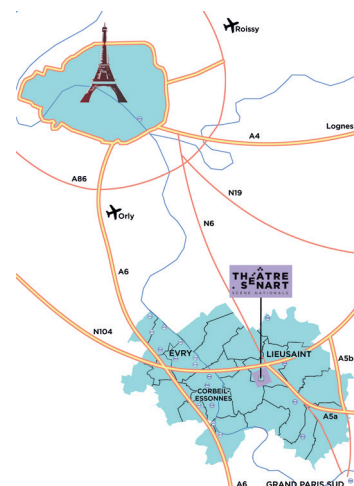 Roissy
A4
Lognes
A86
N19
Orly
N6
A6
THÉÂTRE
.SÉNART
SCÈNE NATIONALE
N104
ÉVRY
LIEUSAINT
A5b
CORBEIL-
ESSONNES
A5a
A6
GRAND PARIS-SUD